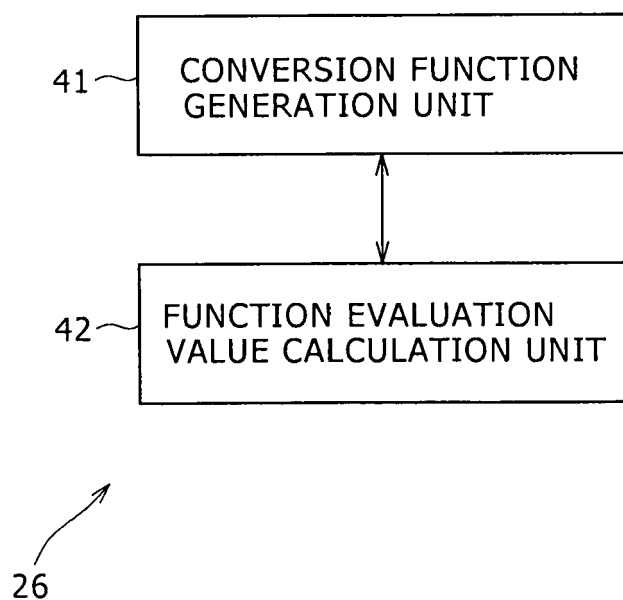 41
CONVERSION FUNCTION
GENERATION UNIT
42
FUNCTION EVALUATION
VALUE CALCULATION UNIT
26